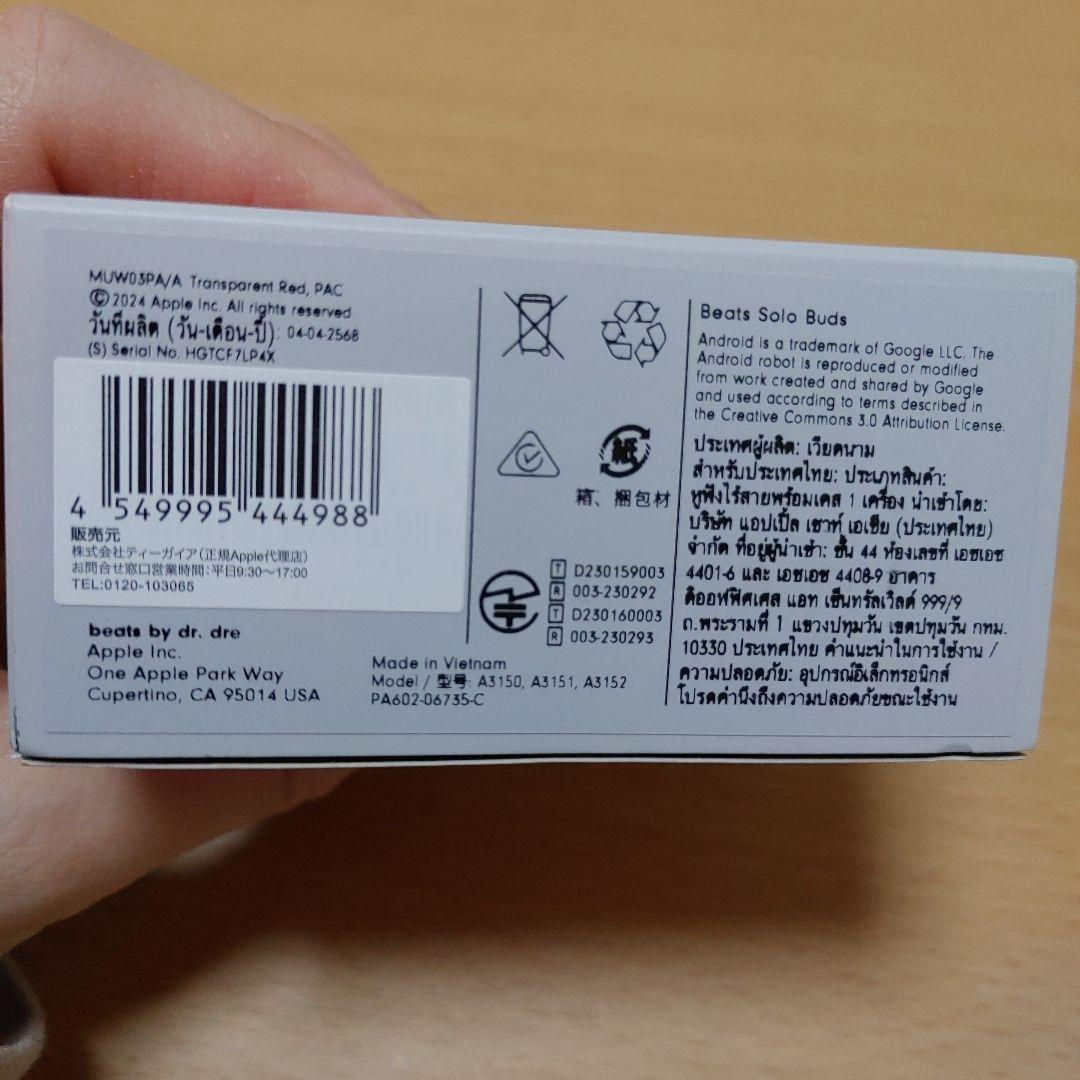 MUW03PA/A Transparent Red, PAC
Ⓒ 2024 Apple Inc. All rights reserved
วันที่ผลิต (วัน-เดือน-ปี): 04-04-2568
(S) Serial No. HGTCF7LP4X
4 549995 444988
販売元
株式会社ティーガイア(正規Apple代理店)
お問合せ窓口営業時間:平日9:30〜17:00
TEL:0120-103065
beats by dr. dre
Apple Inc.
One Apple Park Way
Cupertino, CA 95014 USA
Made in Vietnam
Model / 型号: A3150, A3151, A3152
PA602-06735-C
紙
箱、捆包材
T D230159003
R 003-230292
T D230160003
R 003-230293
Beats Solo Buds
Android is a trademark of Google LLC. The
Android robot is reproduced or modified
from work created and shared by Google
and used according to terms described in
the Creative Commons 3.0 Attribution License.
ประเทศผู้ผลิต: เวียดนาม
สำหรับประเทศไทย: ประเภทสินค้า:
หูฟังไร้สายพร้อมเคส 1 เครื่อง นำเข้าโดย:
บริษัท แอปเปิ้ล เซาท์ เอเชีย (ประเทศไทย)
จำกัด ที่อยู่ผู้นำเข้า: ชั้น 44 ห้องเลขที่ เอชเอช
4401-6 และ เอชเอช 4408-9 อาคาร
ดิออฟฟิศเศส แอท เซ็นทรัลเวิลด์ 999/9
ถ.พระรามที่ 1 แขวงปทุมวัน เขตปทุมวัน กทม.
10330 ประเทศไทย คำแนะนำในการใช้งาน /
ความปลอดภัย: อุปกรณ์อิเล็กทรอนิกส์
โปรดคำนึงถึงความปลอดภัยขณะใช้งาน